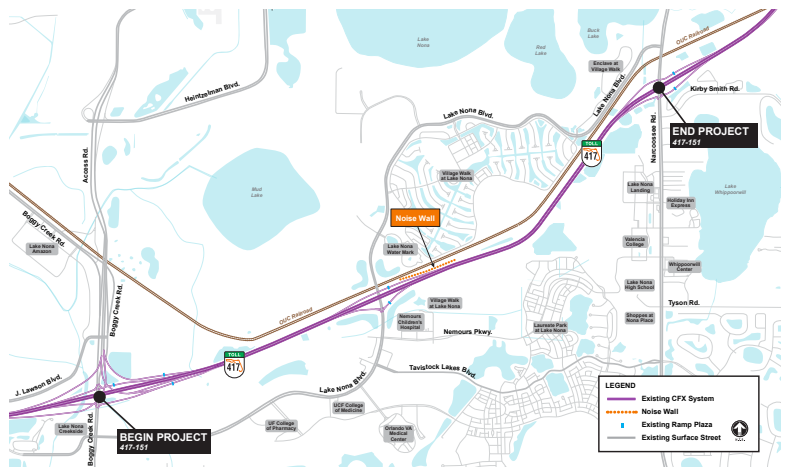 OUC Railroad
Buck
Lake
Lake
Nona
Red
Lake
Enclave at
Village Walk
Heintzelman Blvd.
Lake Nona Blvd.
Kirby Smith Rd.
Lake Nona Blvd.
Narcoossee Rd.
END PROJECT
417-151
TOLL
417
Access Rd.
Village Walk
at Lake Nona
Lake Nona
Landing
Mud
Lake
Lake
Whippoorwill
Holiday Inn
Express
Noise Wall
Boggy Creek Rd.
Lake Nona
Amazon
Lake Nona
Water Mark
Valencia
College
Whippoorwill
Center
Lake Nona
High School
Boggy Creek Rd.
OUC Railroad
Village Walk
at Lake Nona
Tyson Rd.
Nemours
Children's
Hospital
Nemours Pkwy.
Laureate Park
at Lake Nona
Shoppes at
Nona Place
TOLL
417
Tavistock Lakes Blvd.
J. Lawson Blvd.
Lake Nona Blvd.
UCF College
of Medicine
UF College
of Pharmacy
Orlando VA
Medical
Center
Lake Nona
Creekside
Boggy Creek Rd.
BEGIN PROJECT
417-151
LEGEND
Existing CFX System
Noise Wall
Existing Ramp Plaza
Existing Surface Street